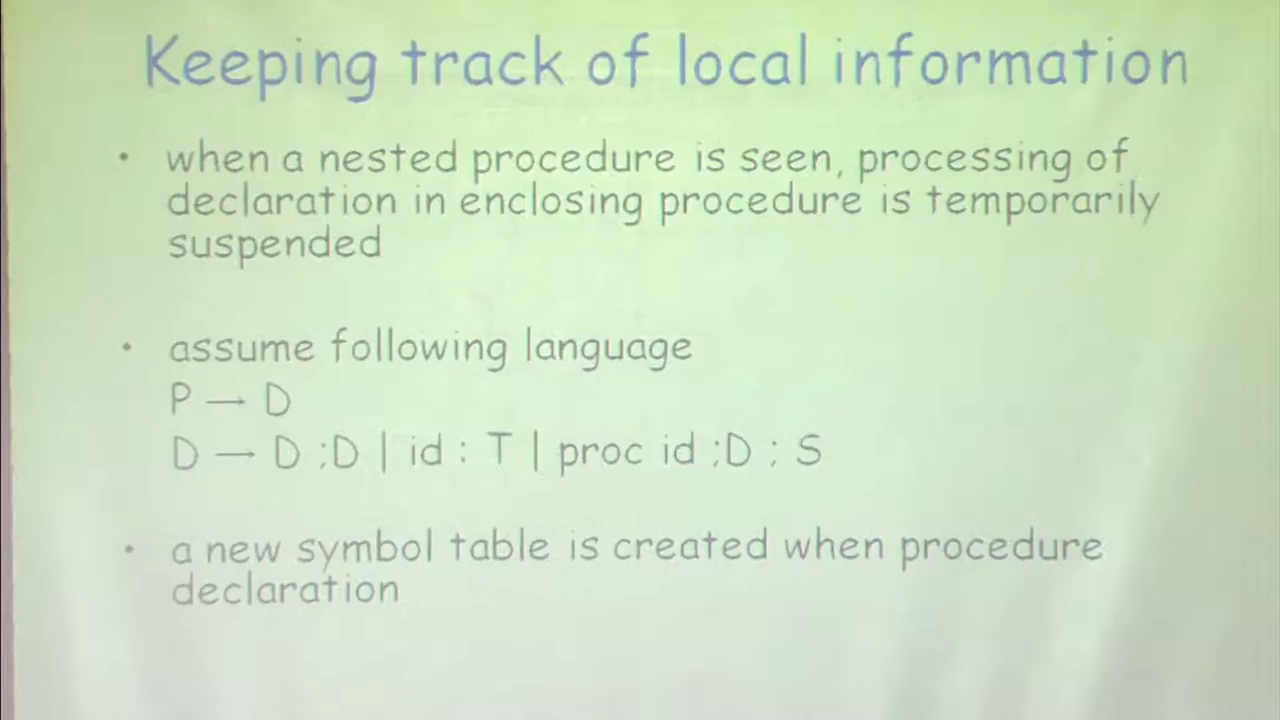 Keeping track of local information
• when a nested procedure is seen, processing of
declaration in enclosing procedure is temporarily
suspended
• assume following language
P → D
D → D ;D | id : T | proc id ;D ; S
• a new symbol table is created when procedure
declaration